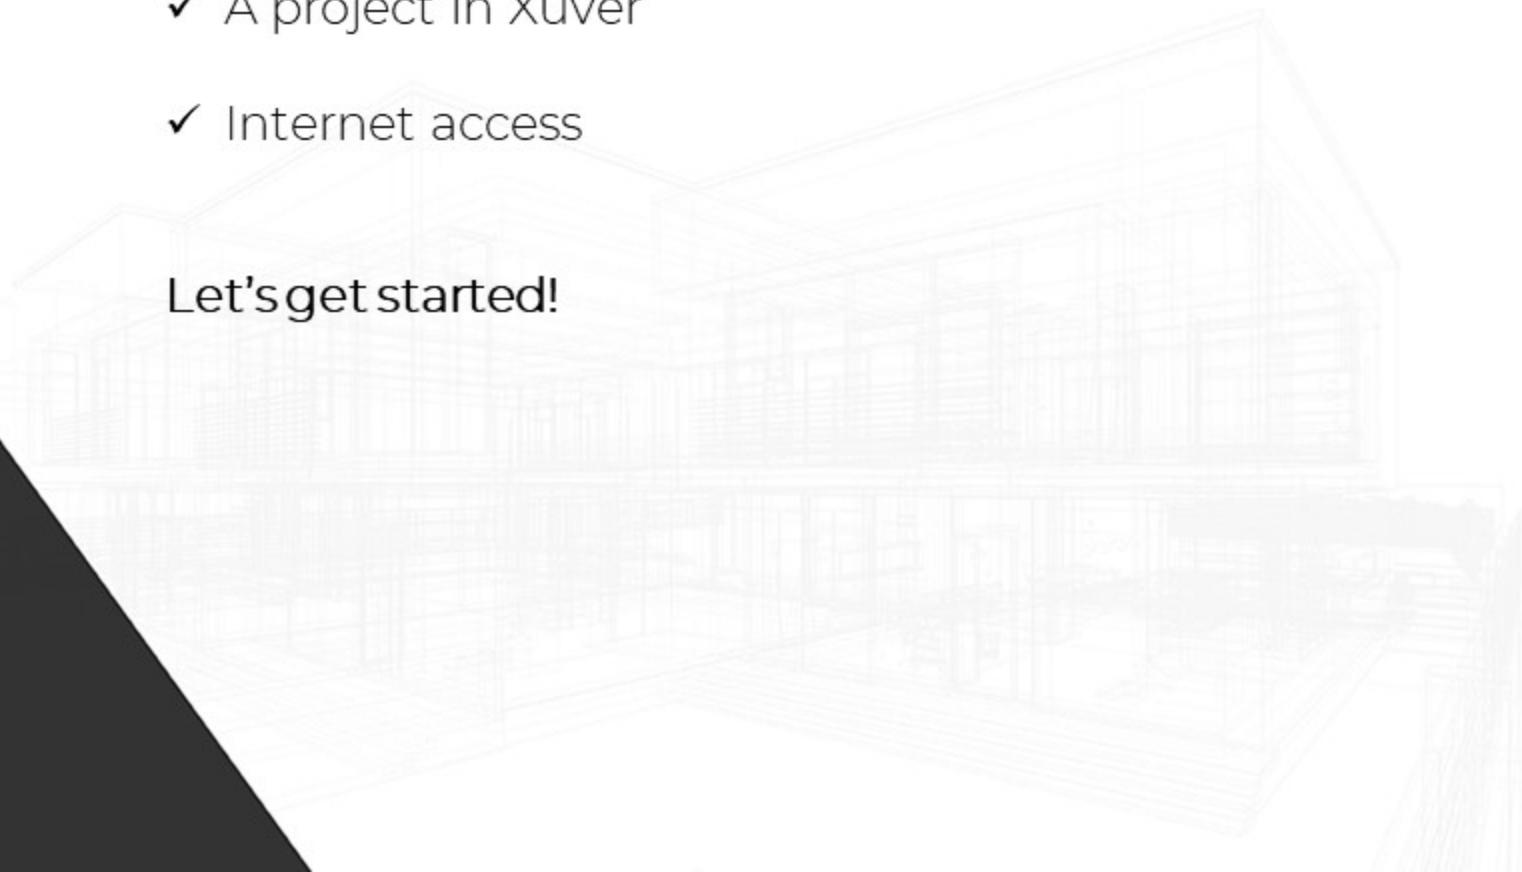 ✓ A project in Xuver
✓ Internet access
Let’s get started!